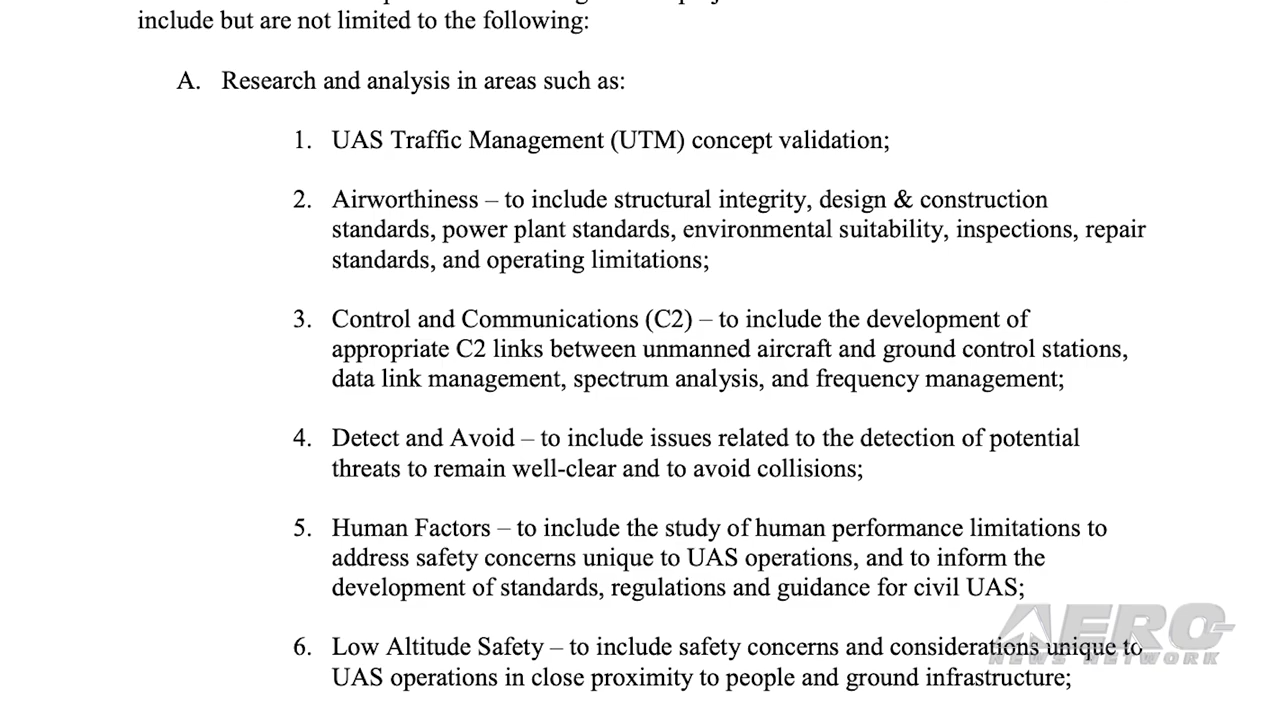 include but are not limited to the following:
A. Research and analysis in areas such as:
1. UAS Traffic Management (UTM) concept validation;
2. Airworthiness – to include structural integrity, design & construction
standards, power plant standards, environmental suitability, inspections, repair
standards, and operating limitations;
3. Control and Communications (C2) – to include the development of
appropriate C2 links between unmanned aircraft and ground control stations,
data link management, spectrum analysis, and frequency management;
4. Detect and Avoid – to include issues related to the detection of potential
threats to remain well-clear and to avoid collisions;
5. Human Factors – to include the study of human performance limitations to
address safety concerns unique to UAS operations, and to inform the
development of standards, regulations and guidance for civil UAS;
6. Low Altitude Safety – to include safety concerns and considerations unique to
UAS operations in close proximity to people and ground infrastructure;
AERO
NEWS NETWORK